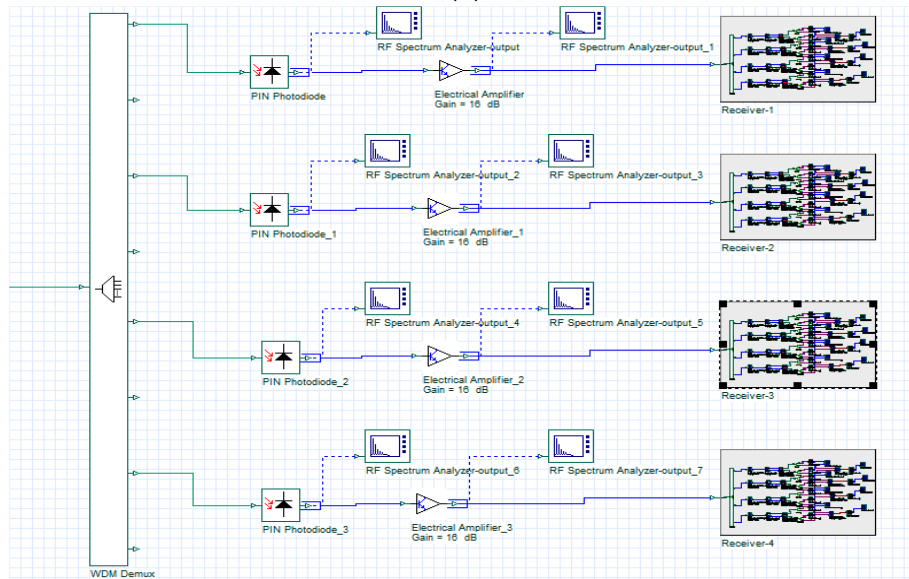 RF Spectrum Analyzer-output
RF Spectrum Analyzer-output_1
PIN Photodiode
Electrical Amplifier
Gain = 16 dB
Receiver-1
RF Spectrum Analyzer-output_2
RF Spectrum Analyzer-output_3
PIN Photodiode_1
Electrical Amplifier_1
Gain = 16 dB
Receiver-2
RF Spectrum Analyzer-output_4
RF Spectrum Analyzer-output_5
PIN Photodiode_2
Electrical Amplifier_2
Gain = 16 dB
Receiver-3
RF Spectrum Analyzer-output_6
RF Spectrum Analyzer-output_7
PIN Photodiode_3
Electrical Amplifier_3
Gain = 16 dB
Receiver-4
WDM Demux